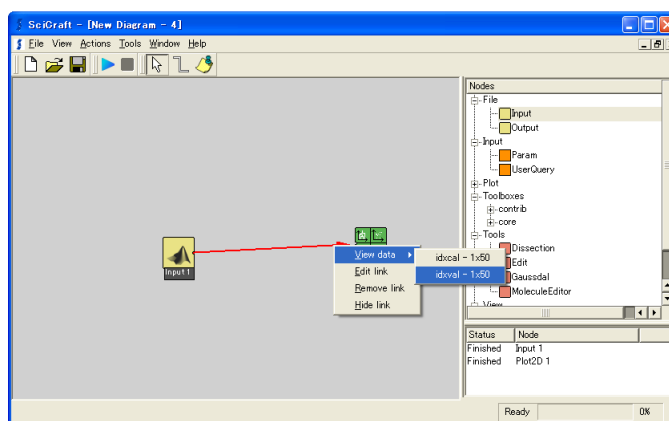 SciCraft - [New Diagram - 4]
File View Actions Tools Window Help
Nodes
File
Input
Output
Input
Param
UserQuery
Plot
Toolboxes
contrib
core
Tools
Dissection
Edit
Gaussdal
MoleculeEditor
View
Input 1
View data
Edit link
Remove link
Hide link
idxcal - 1x50
idxval - 1x50
Status Node
Finished Input 1
Finished Plot2D 1
Ready 0%